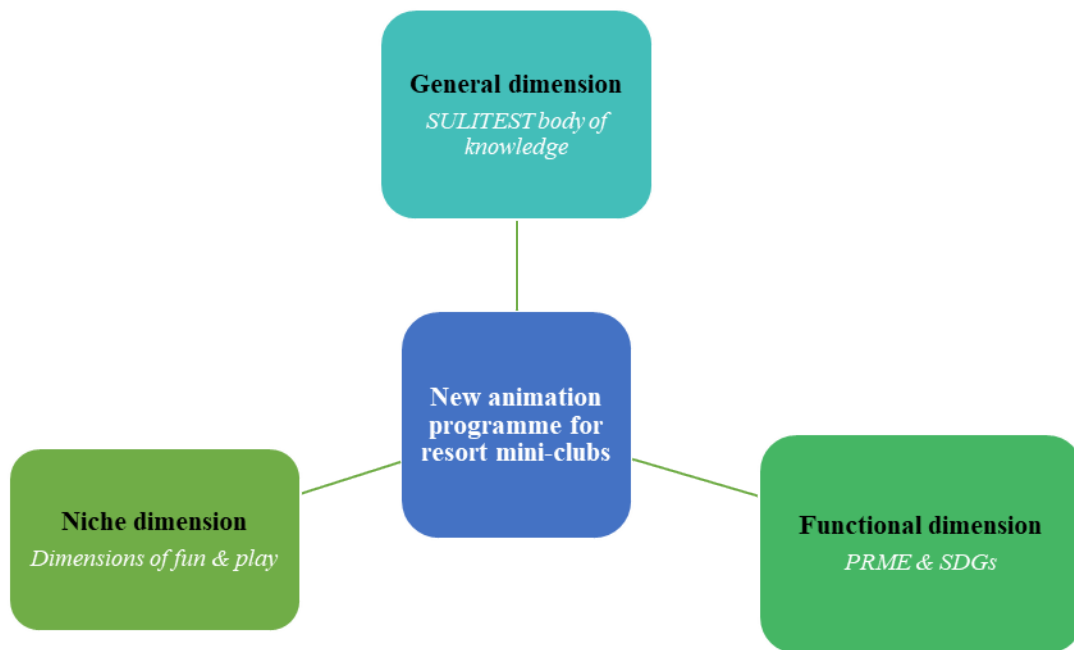 General dimension
SULITEST body of
knowledge
New animation
programme for
resort mini-clubs
Niche dimension
Dimensions of fun & play
Functional dimension
PRME & SDGs